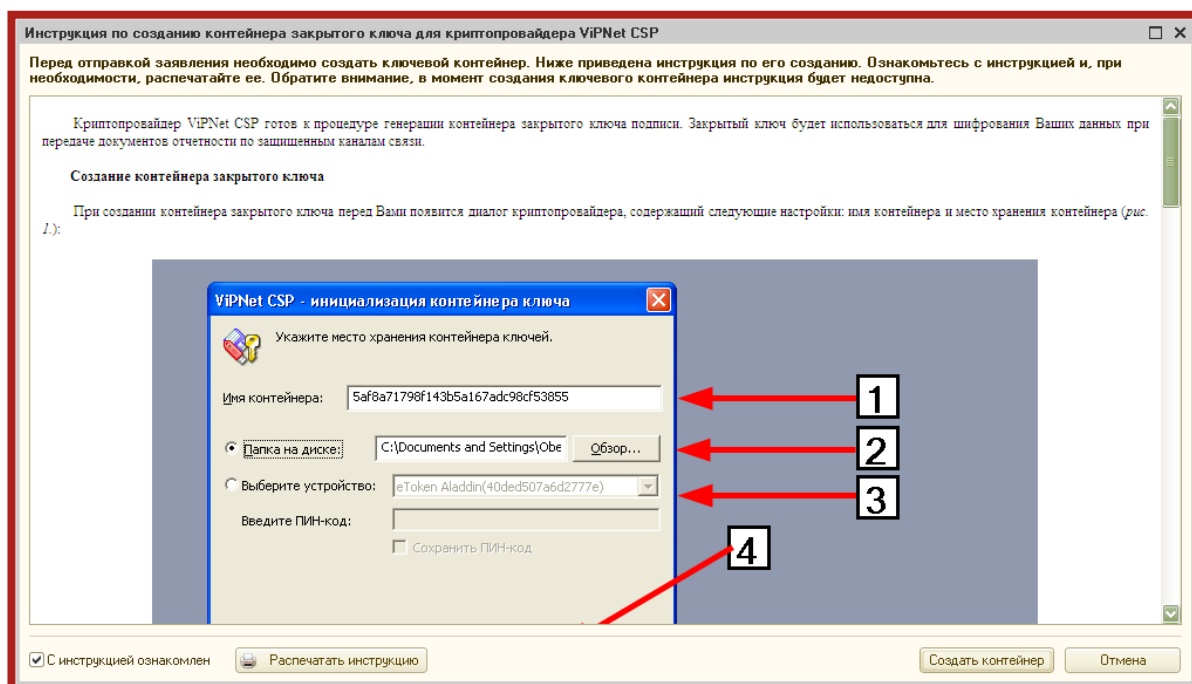 Инструкция по созданию контейнера закрытого ключа для криптопровайдера ViPNet CSP
Перед отправкой заявления необходимо создать ключевой контейнер. Ниже приведена инструкция по его созданию. Ознакомьтесь с инструкцией и, при
необходимости, распечатайте ее. Обратите внимание, в момент создания ключевого контейнера инструкция будет недоступна.
Криптопровайдер ViPNet CSP готов к процедуре генерации контейнера закрытого ключа подписи. Закрытый ключ будет использоваться для шифрования Ваших данных при
передаче документов отчетности по защищенным каналам связи.
Создание контейнера закрытого ключа
При создании контейнера закрытого ключа перед Вами появится диалог криптопровайдера, содержащий следующие настройки: имя контейнера и место хранения контейнера (рис.
1.):
ViPNet CSP - инициализация контейнера ключа
Укажите место хранения контейнера ключей.
Имя контейнера: 5af8a71798f143b5a167adc98cf53855
1
Папка на диске: C:\Documents and Settings\Obe Обзор...
2
Выберите устройство: eToken Aladdin(40ded507a6d2777e)
3
Введите ПИН-код:
Сохранить ПИН-код
4
С инструкцией ознакомлен Распечатать инструкцию Создать контейнер Отмена